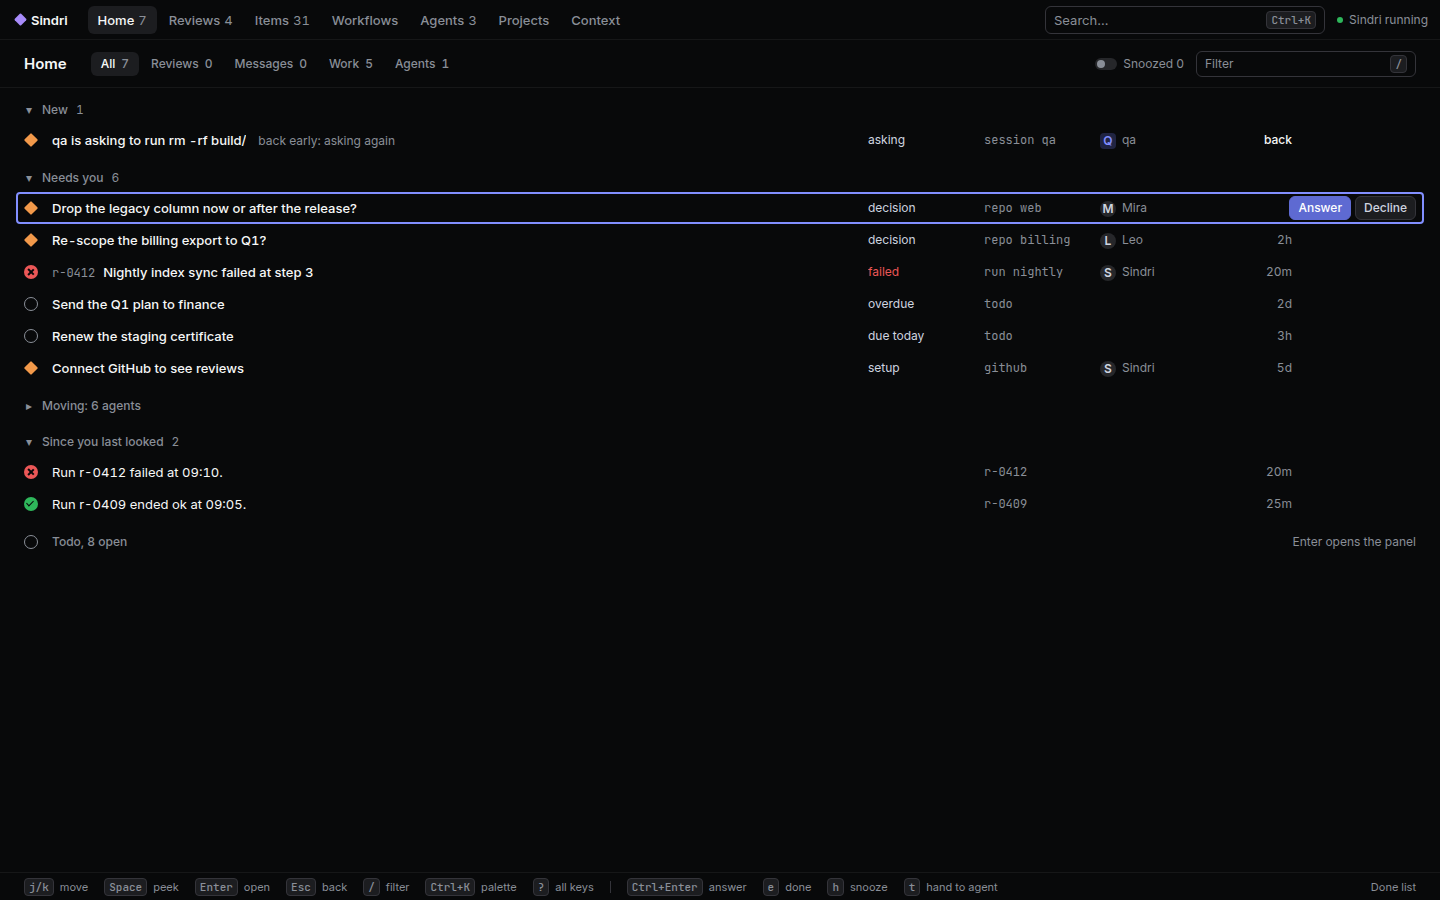 Sindri Home 7 Reviews 4 Items 31 Workflows Agents 3 Projects Context Search... Ctrl+K Sindri running
Home All 7 Reviews 0 Messages 0 Work 5 Agents 1 Snoozed 0 Filter /
New 1
qa is asking to run rm -rf build/ back early: asking again asking session qa Q qa back
Needs you 6
Drop the legacy column now or after the release? decision repo web M Mira Answer Decline
Re-scope the billing export to Q1? decision repo billing L Leo 2h
r-0412 Nightly index sync failed at step 3 failed run nightly S Sindri 20m
Send the Q1 plan to finance overdue todo 2d
Renew the staging certificate due today todo 3h
Connect GitHub to see reviews setup github S Sindri 5d
Moving: 6 agents
Since you last looked 2
Run r-0412 failed at 09:10. r-0412 20m
Run r-0409 ended ok at 09:05. r-0409 25m
Todo, 8 open Enter opens the panel
j/k move Space peek Enter open Esc back / filter Ctrl+K palette ? all keys Ctrl+Enter answer e done h snooze t hand to agent Done list